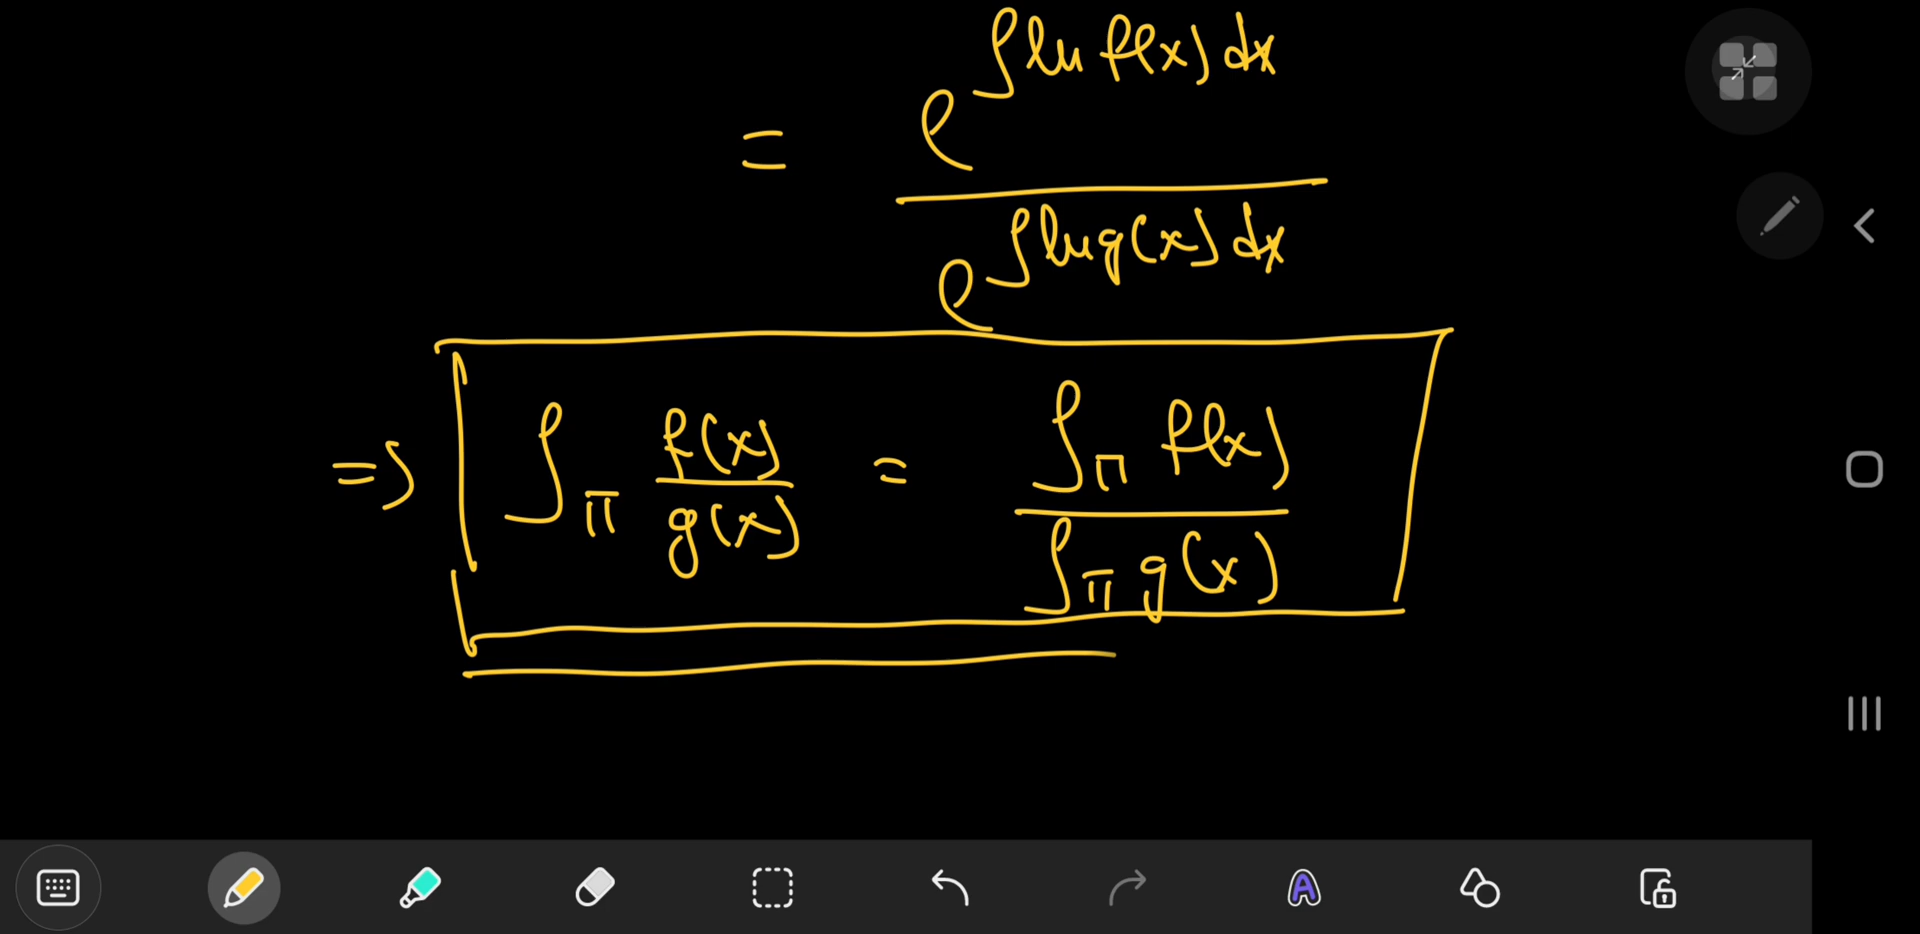 = e^{∫ln f(x) dx} / e^{∫ln g(x) dx}
=> ∫_π f(x)/g(x) = ∫_π f(x) / ∫_π g(x)
A